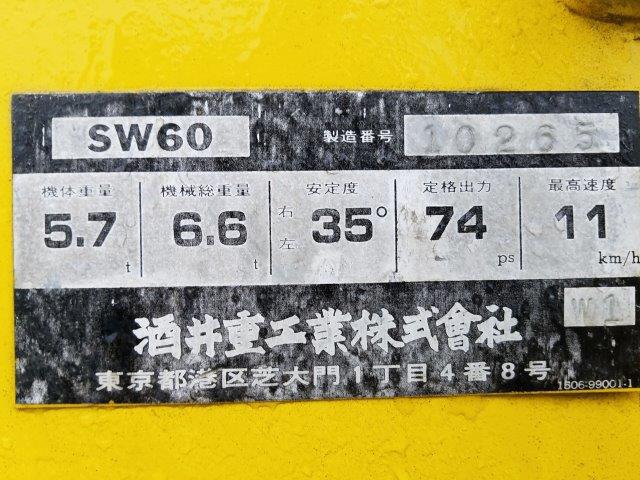 SW60 製造番号 10265
機体重量 機械総重量 安定度 定格出力 最高速度
5.7 t 6.6 t 右左 35° 74 ps 11 km/h
W1
酒井重工業株式會社
東京都港区芝大門1丁目4番8号
1506-99001-1